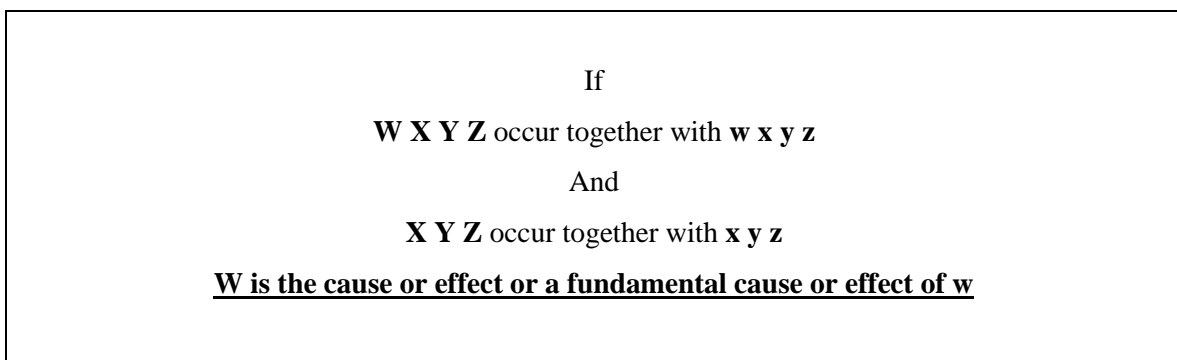 If
W X Y Z occur together with w x y z
And
X Y Z occur together with x y z
W is the cause or effect or a fundamental cause or effect of w